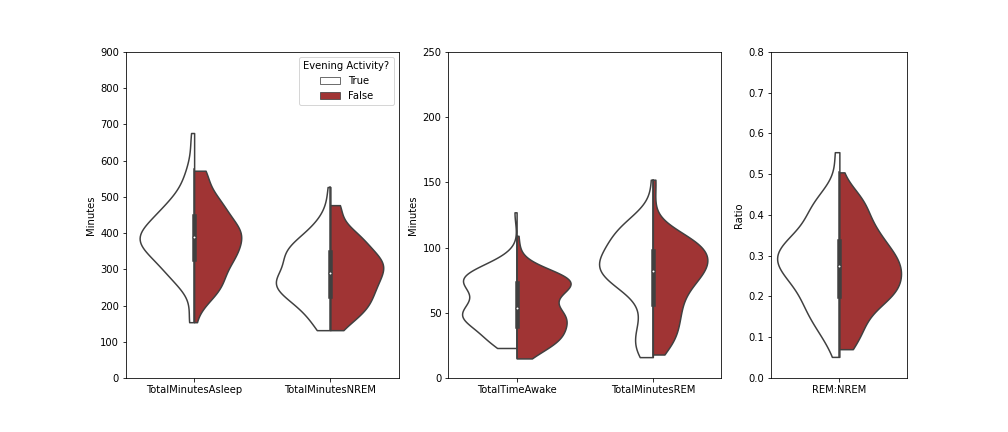 Minutes
900
800
700
600
500
400
300
200
100
0
Evening Activity?
True
False
TotalMinutesAsleep
TotalMinutesNREM
Minutes
250
200
150
100
50
0
TotalTimeAwake
TotalMinutesREM
Ratio
0.8
0.7
0.6
0.5
0.4
0.3
0.2
0.1
0.0
REM:NREM